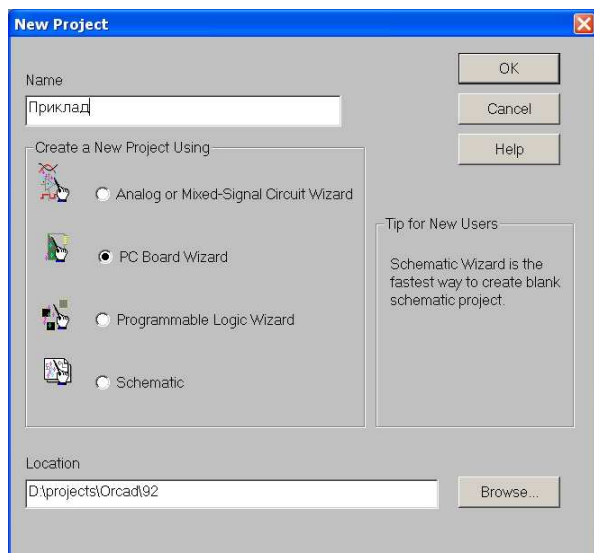 New Project
Name
Приклад
OK
Cancel
Help
Create a New Project Using
Analog or Mixed-Signal Circuit Wizard
PC Board Wizard
Programmable Logic Wizard
Schematic
Tip for New Users
Schematic Wizard is the
fastest way to create blank
schematic project.
Location
D:\projects\Orcad\92
Browse...